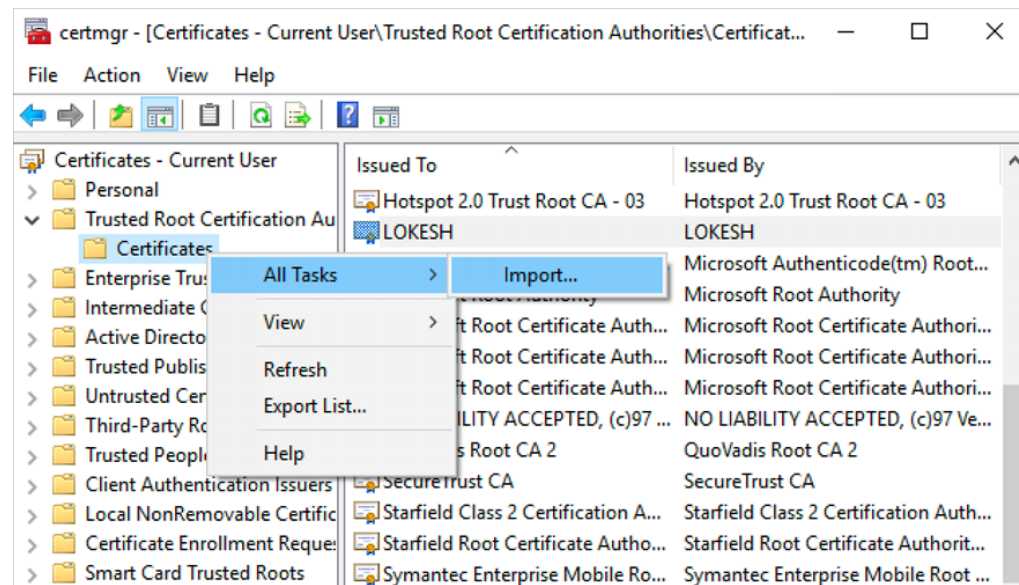 certmgr - [Certificates - Current User\Trusted Root Certification Authorities\Certificat...
File Action View Help
Certificates - Current User
Personal
Trusted Root Certification Au
Certificates
Enterprise Trus
Intermediate
Active Directo
Trusted Publis
Untrusted Cer
Third-Party Ro
Trusted People
Client Authentication Issuers
Local NonRemovable Certific
Certificate Enrollment Reques
Smart Card Trusted Roots
All Tasks
View
Refresh
Export List...
Help
Import...
Issued To Issued By
Hotspot 2.0 Trust Root CA - 03 Hotspot 2.0 Trust Root CA - 03
LOKESH LOKESH
Microsoft Authenticode(tm) Root...
Root Authority Microsoft Root Authority
ft Root Certificate Auth... Microsoft Root Certificate Authori...
ft Root Certificate Auth... Microsoft Root Certificate Authori...
ft Root Certificate Auth... Microsoft Root Certificate Authori...
ILITY ACCEPTED, (c)97 ... NO LIABILITY ACCEPTED, (c)97 Ve...
s Root CA 2 QuoVadis Root CA 2
SecureTrust CA SecureTrust CA
Starfield Class 2 Certification A... Starfield Class 2 Certification Auth...
Starfield Root Certificate Autho... Starfield Root Certificate Authorit...
Symantec Enterprise Mobile Ro... Symantec Enterprise Mobile Root ...